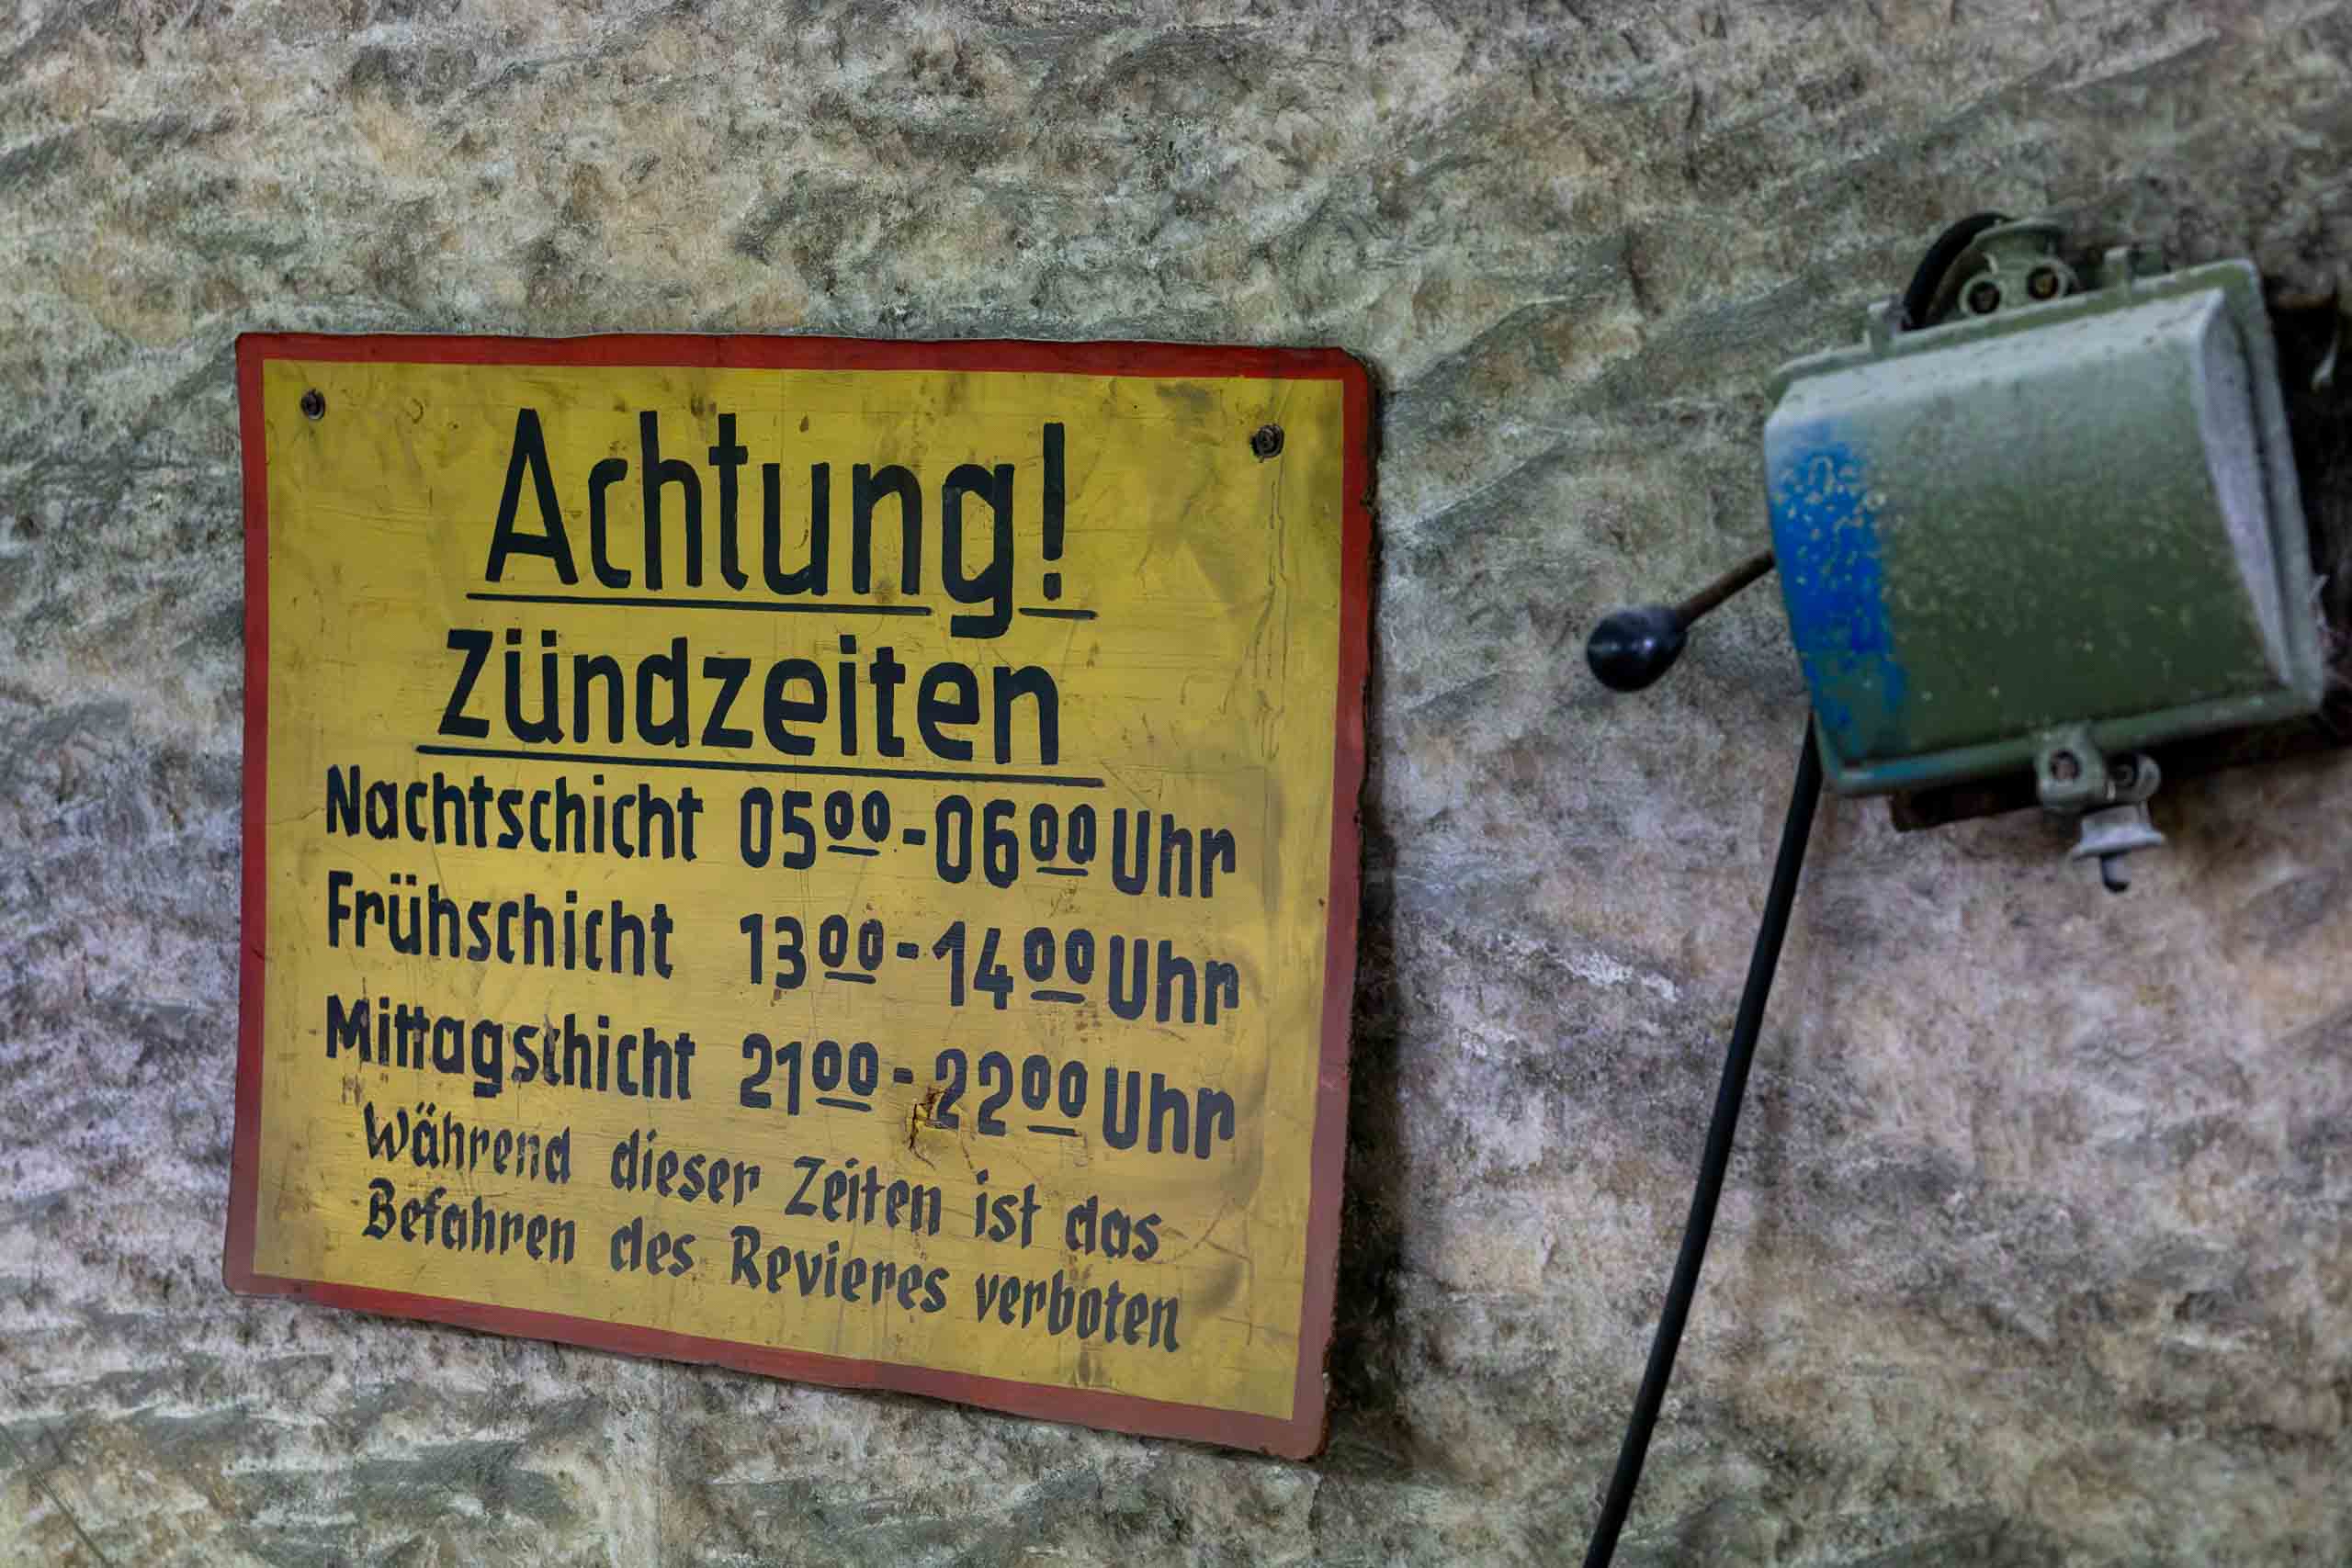 Achtung!
Zündzeiten
Nachtschicht 05⁰⁰-06⁰⁰ Uhr
Frühschicht 13⁰⁰-14⁰⁰ Uhr
Mittagschicht 21⁰⁰-22⁰⁰ Uhr
Während dieser Zeiten ist das
Befahren des Revieres verboten